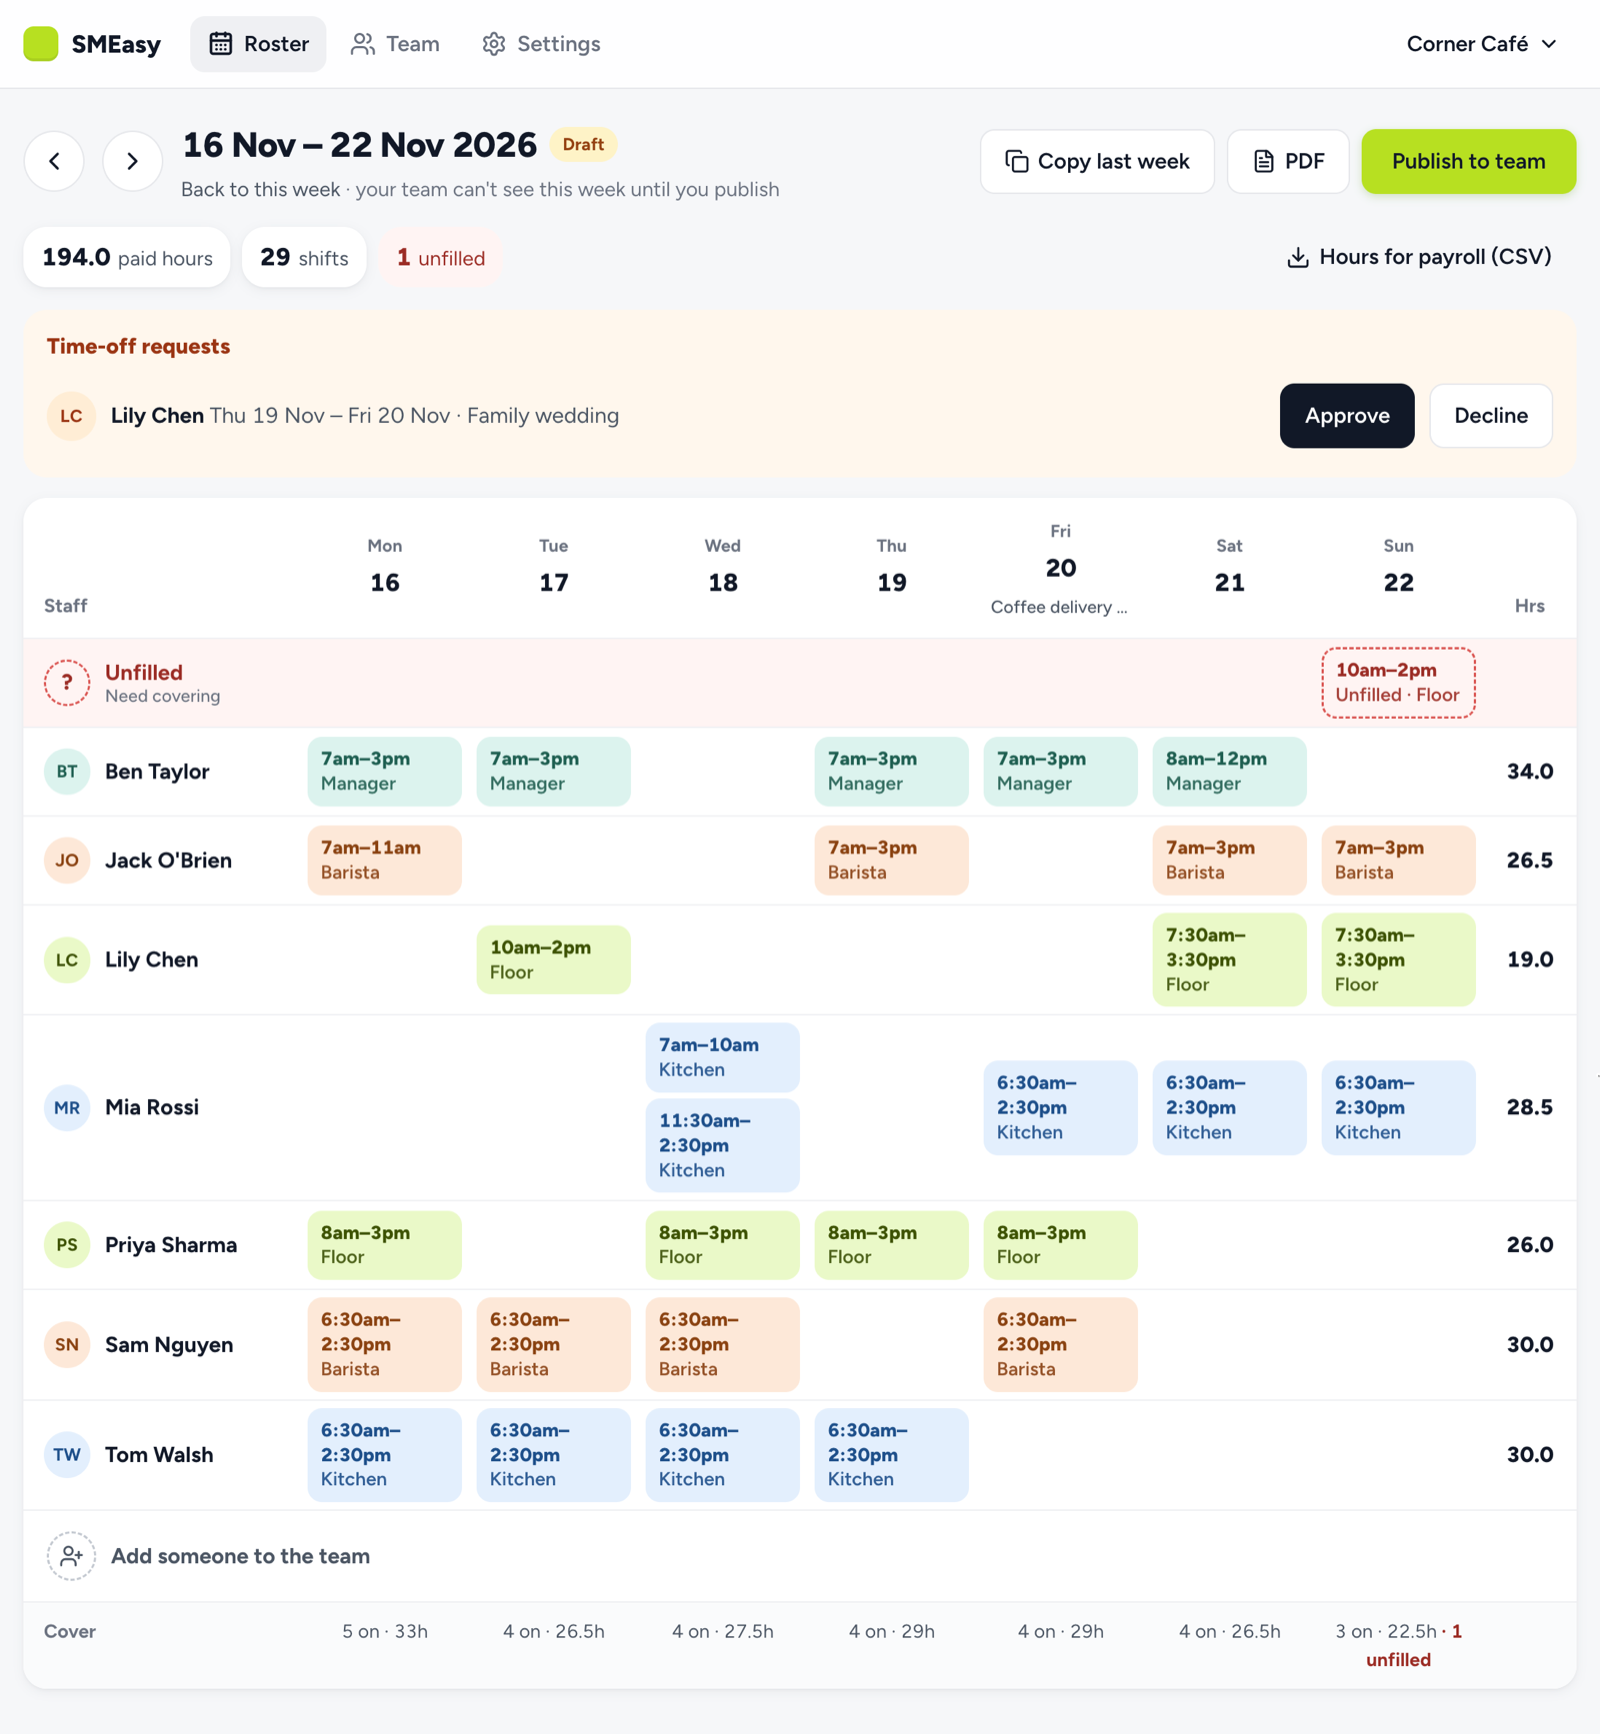 SMEasy
Roster
Team
Settings
Corner Café
16 Nov – 22 Nov 2026
Draft
Back to this week · your team can't see this week until you publish
Copy last week
PDF
Publish to team
194.0 paid hours
29 shifts
1 unfilled
Hours for payroll (CSV)
Time-off requests
LC
Lily Chen Thu 19 Nov – Fri 20 Nov · Family wedding
Approve
Decline
Staff
Mon
16
Tue
17
Wed
18
Thu
19
Fri
20
Coffee delivery ...
Sat
21
Sun
22
Hrs
?
Unfilled
Need covering
10am–2pm
Unfilled · Floor
BT
Ben Taylor
7am–3pm
Manager
7am–3pm
Manager
7am–3pm
Manager
7am–3pm
Manager
8am–12pm
Manager
34.0
JO
Jack O'Brien
7am–11am
Barista
7am–3pm
Barista
7am–3pm
Barista
7am–3pm
Barista
26.5
LC
Lily Chen
10am–2pm
Floor
7:30am–
3:30pm
Floor
7:30am–
3:30pm
Floor
19.0
MR
Mia Rossi
7am–10am
Kitchen
11:30am–
2:30pm
Kitchen
6:30am–
2:30pm
Kitchen
6:30am–
2:30pm
Kitchen
6:30am–
2:30pm
Kitchen
28.5
PS
Priya Sharma
8am–3pm
Floor
8am–3pm
Floor
8am–3pm
Floor
8am–3pm
Floor
26.0
SN
Sam Nguyen
6:30am–
2:30pm
Barista
6:30am–
2:30pm
Barista
6:30am–
2:30pm
Barista
6:30am–
2:30pm
Barista
30.0
TW
Tom Walsh
6:30am–
2:30pm
Kitchen
6:30am–
2:30pm
Kitchen
6:30am–
2:30pm
Kitchen
6:30am–
2:30pm
Kitchen
30.0
Add someone to the team
Cover
5 on · 33h
4 on · 26.5h
4 on · 27.5h
4 on · 29h
4 on · 29h
4 on · 26.5h
3 on · 22.5h · 1
unfilled